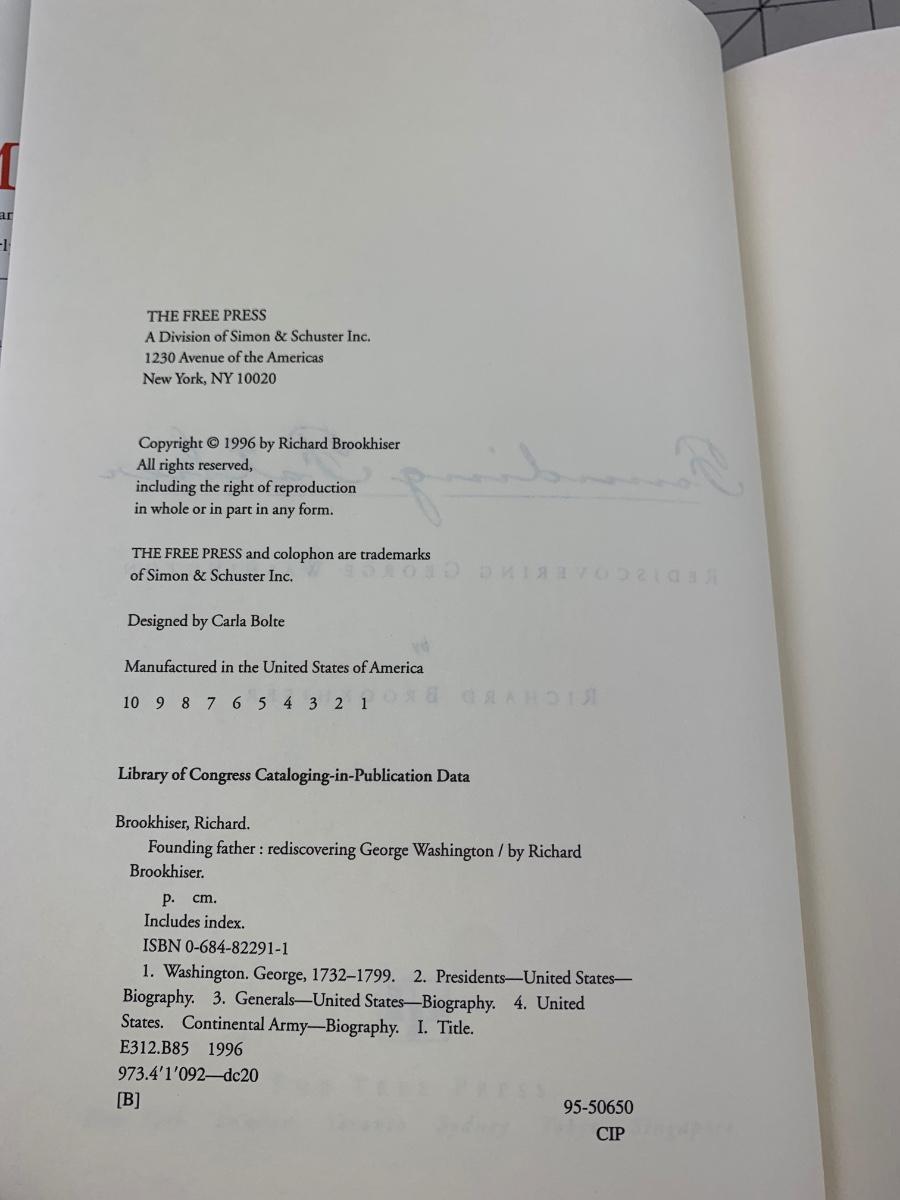 THE FREE PRESS
A Division of Simon & Schuster Inc.
1230 Avenue of the Americas
New York, NY 10020
Copyright © 1996 by Richard Brookhiser
All rights reserved,
including the right of reproduction
in whole or in part in any form.
THE FREE PRESS and colophon are trademarks
of Simon & Schuster Inc.
Designed by Carla Bolte
Manufactured in the United States of America
10 9 8 7 6 5 4 3 2 1
Library of Congress Cataloging-in-Publication Data
Brookhiser, Richard.
Founding father : rediscovering George Washington / by Richard
Brookhiser.
p. cm.
Includes index.
ISBN 0-684-82291-1
1. Washington. George, 1732–1799. 2. Presidents—United States—
Biography. 3. Generals—United States—Biography. 4. United
States. Continental Army—Biography. I. Title.
E312.B85 1996
973.4′1′092—dc20
[B]
95-50650
CIP